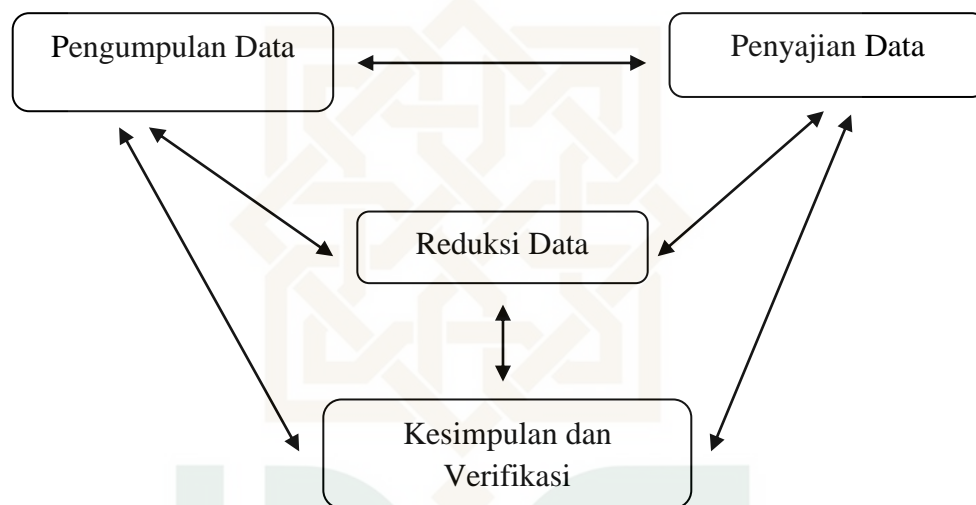 Pengumpulan Data
Penyajian Data
Reduksi Data
Kesimpulan dan
Verifikasi